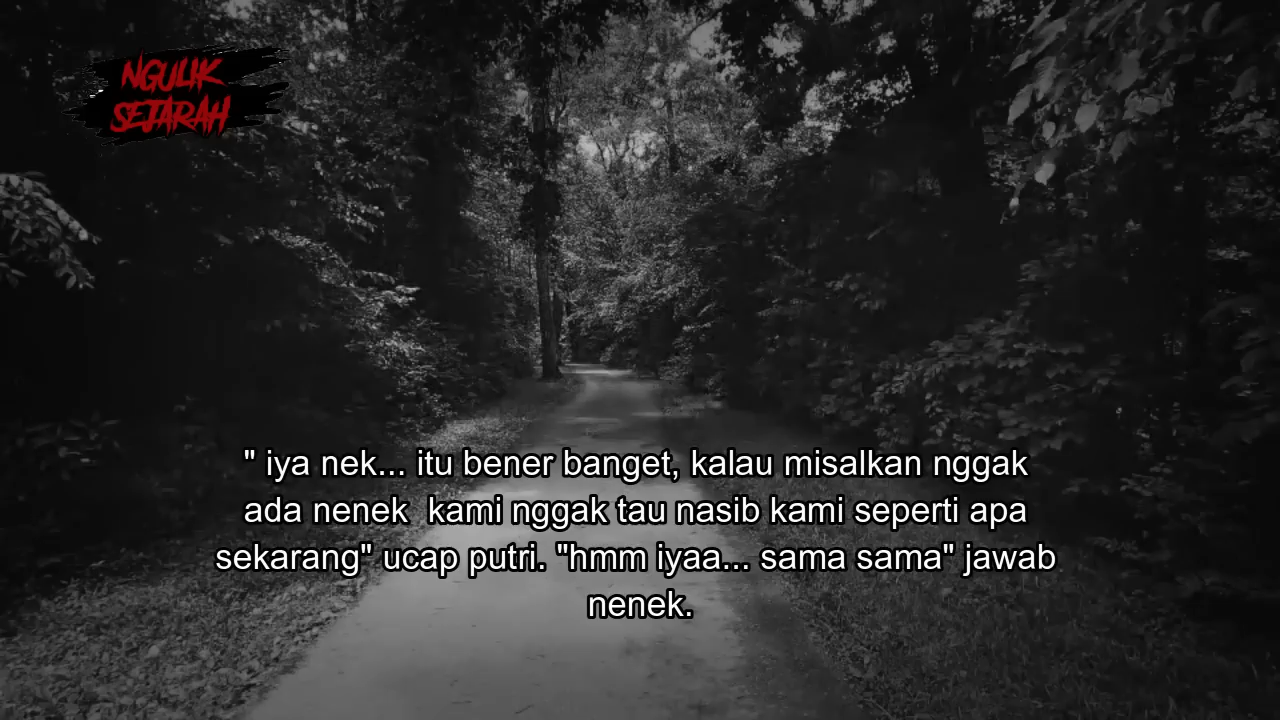 NGULIK
SEJARAH
" iya nek... itu bener banget, kalau misalkan nggak
ada nenek  kami nggak tau nasib kami seperti apa
sekarang" ucap putri. "hmm iyaa... sama sama" jawab
nenek.